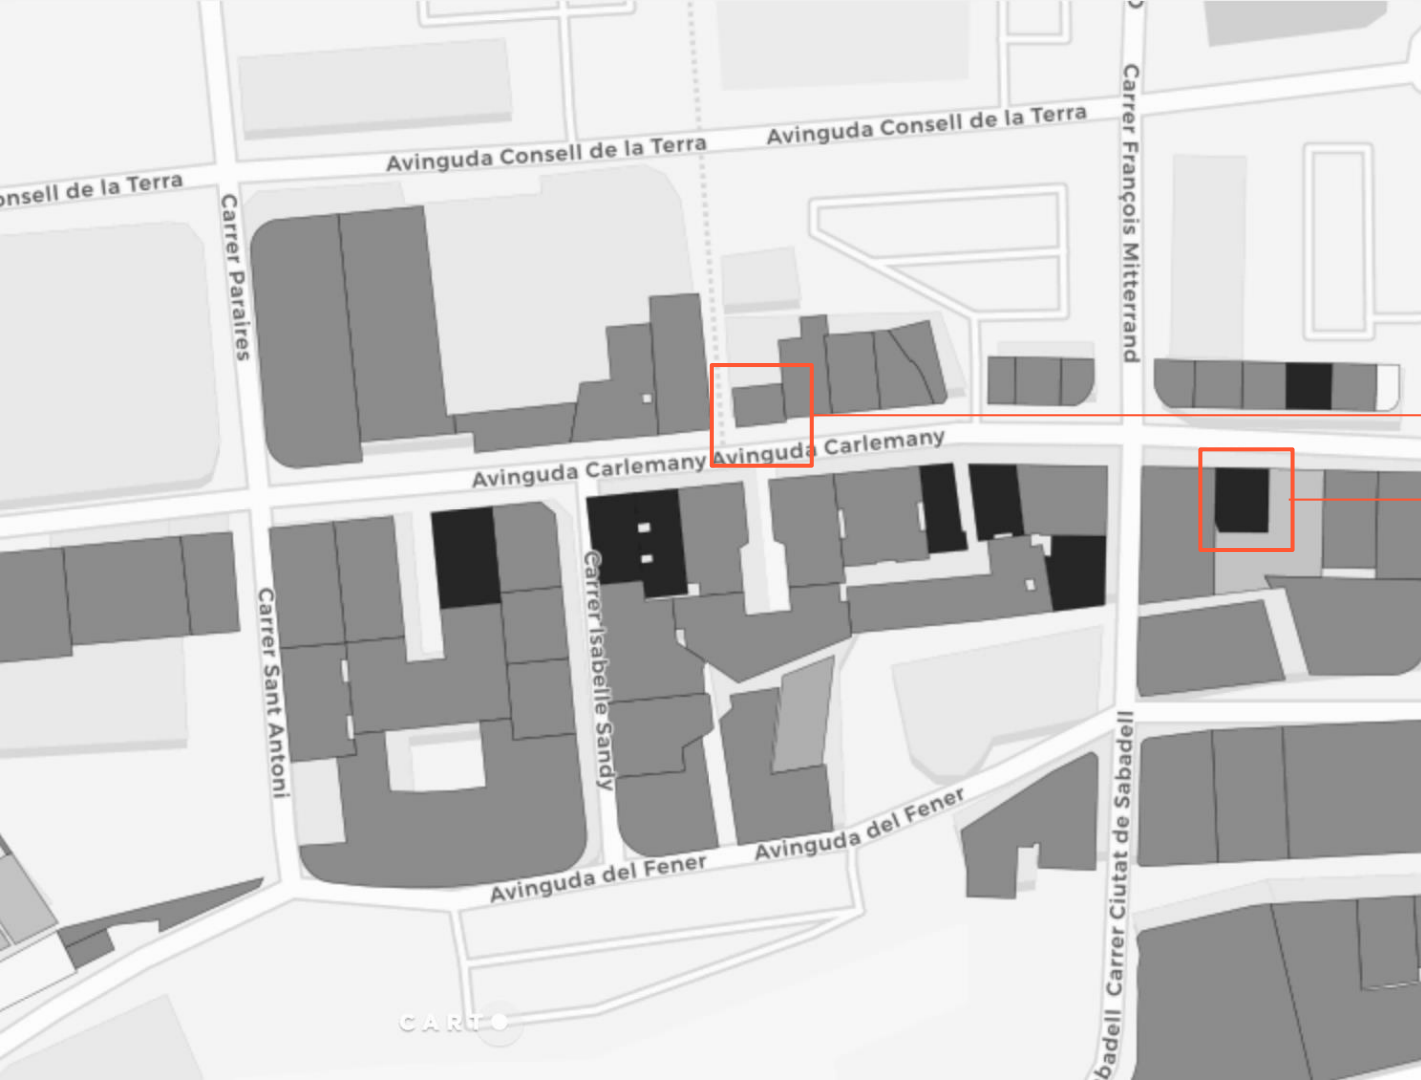 Avinguda Consell de la Terra
Avinguda Consell de la Terra
onsell de la Terra
Carrer François Mitterrand
Carrer Paraires
Avinguda Carlemany
Avinguda Carlemany
Carrer Sant Antoni
Carrer Isabelle Sandy
Avinguda del Fener
Avinguda del Fener
Carrer Ciutat de Sabadell
badell
CARTO